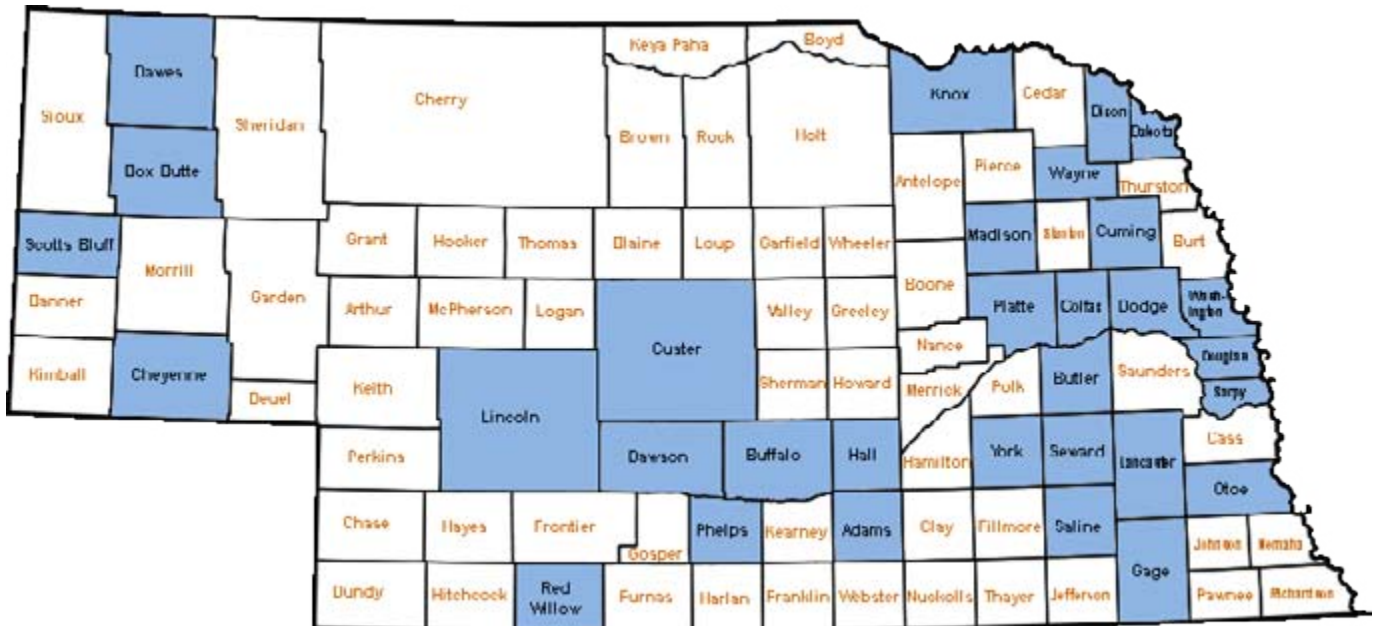 Dawes
Keya Paha
Boyd
Sioux
Sheridan
Cherry
Brown
Rock
Holt
Knox
Cedar
Dixon
Dakota
Box Butte
Antelope
Pierce
Wayne
Thurston
Scotts Bluff
Morrill
Garden
Grant
Hooker
Thomas
Blaine
Loup
Garfield
Wheeler
Madison
Stanton
Cuming
Burt
Banner
Arthur
McPherson
Logan
Custer
Valley
Greeley
Boone
Platte
Colfax
Dodge
Wash-
ington
Kimball
Cheyenne
Deuel
Keith
Lincoln
Sherman
Howard
Nance
Merrick
Polk
Butler
Saunders
Douglas
Sarpy
Perkins
Dawson
Buffalo
Hall
Hamilton
York
Seward
Lancaster
Cass
Otoe
Chase
Hayes
Frontier
Gosper
Phelps
Kearney
Adams
Clay
Fillmore
Saline
Gage
Johnson
Nemaha
Dundy
Hitchcock
Red
Willow
Furnas
Harlan
Franklin
Webster
Nuckolls
Thayer
Jefferson
Pawnee
Richardson